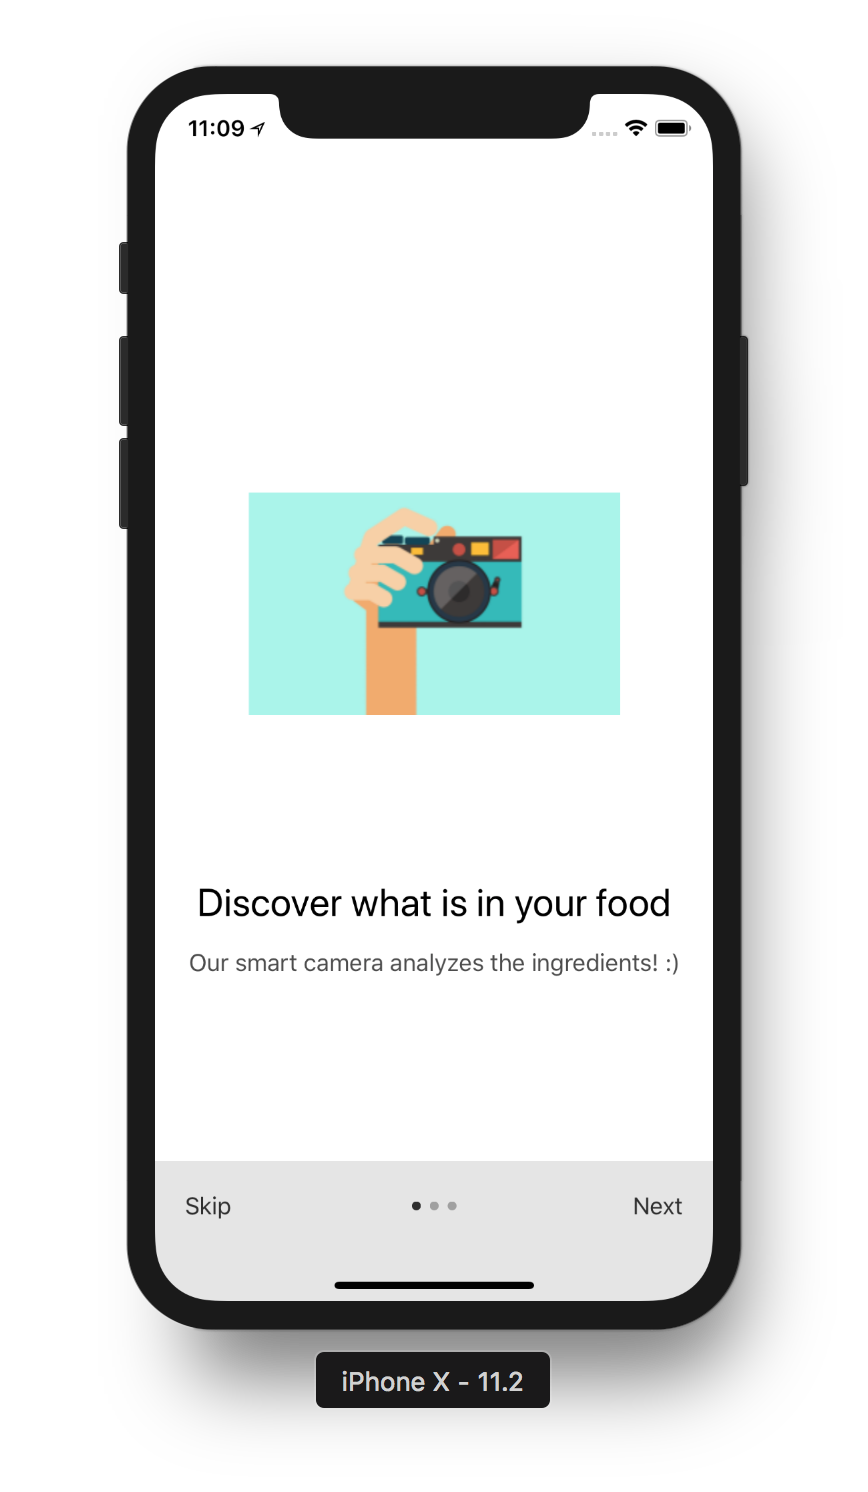 11:09
Discover what is in your food
Our smart camera analyzes the ingredients! :)
Skip
Next
iPhone X - 11.2